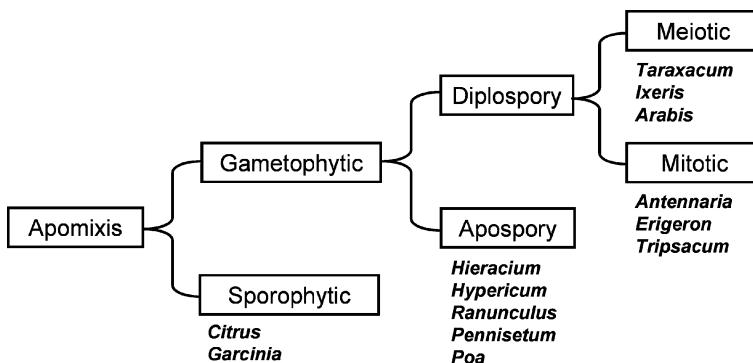 Apomixis
Gametophytic
Sporophytic
Citrus
Garcinia
Diplospory
Apospory
Hieracium
Hypericum
Ranunculus
Pennisetum
Poa
Meiotic
Taraxacum
Ixeris
Arabis
Mitotic
Antennaria
Erigeron
Tripsacum